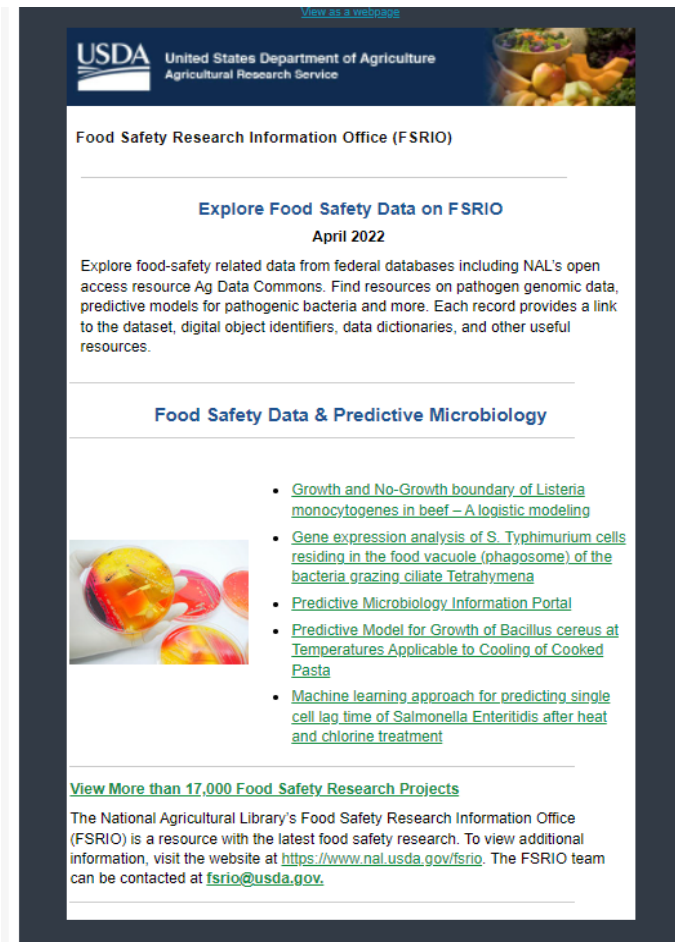 View as a webpage
USDA
United States Department of Agriculture
Agricultural Research Service
Food Safety Research Information Office (FSRIO)
Explore Food Safety Data on FSRIO
April 2022
Explore food-safety related data from federal databases including NAL's open
access resource Ag Data Commons. Find resources on pathogen genomic data,
predictive models for pathogenic bacteria and more. Each record provides a link
to the dataset, digital object identifiers, data dictionaries, and other useful
resources.
Food Safety Data & Predictive Microbiology
• Growth and No-Growth boundary of Listeria
monocytogenes in beef – A logistic modeling
• Gene expression analysis of S. Typhimurium cells
residing in the food vacuole (phagosome) of the
bacteria grazing ciliate Tetrahymena
• Predictive Microbiology Information Portal
• Predictive Model for Growth of Bacillus cereus at
Temperatures Applicable to Cooling of Cooked
Pasta
• Machine learning approach for predicting single
cell lag time of Salmonella Enteritidis after heat
and chlorine treatment
View More than 17,000 Food Safety Research Projects
The National Agricultural Library's Food Safety Research Information Office
(FSRIO) is a resource with the latest food safety research. To view additional
information, visit the website at https://www.nal.usda.gov/fsrio. The FSRIO team
can be contacted at fsrio@usda.gov.